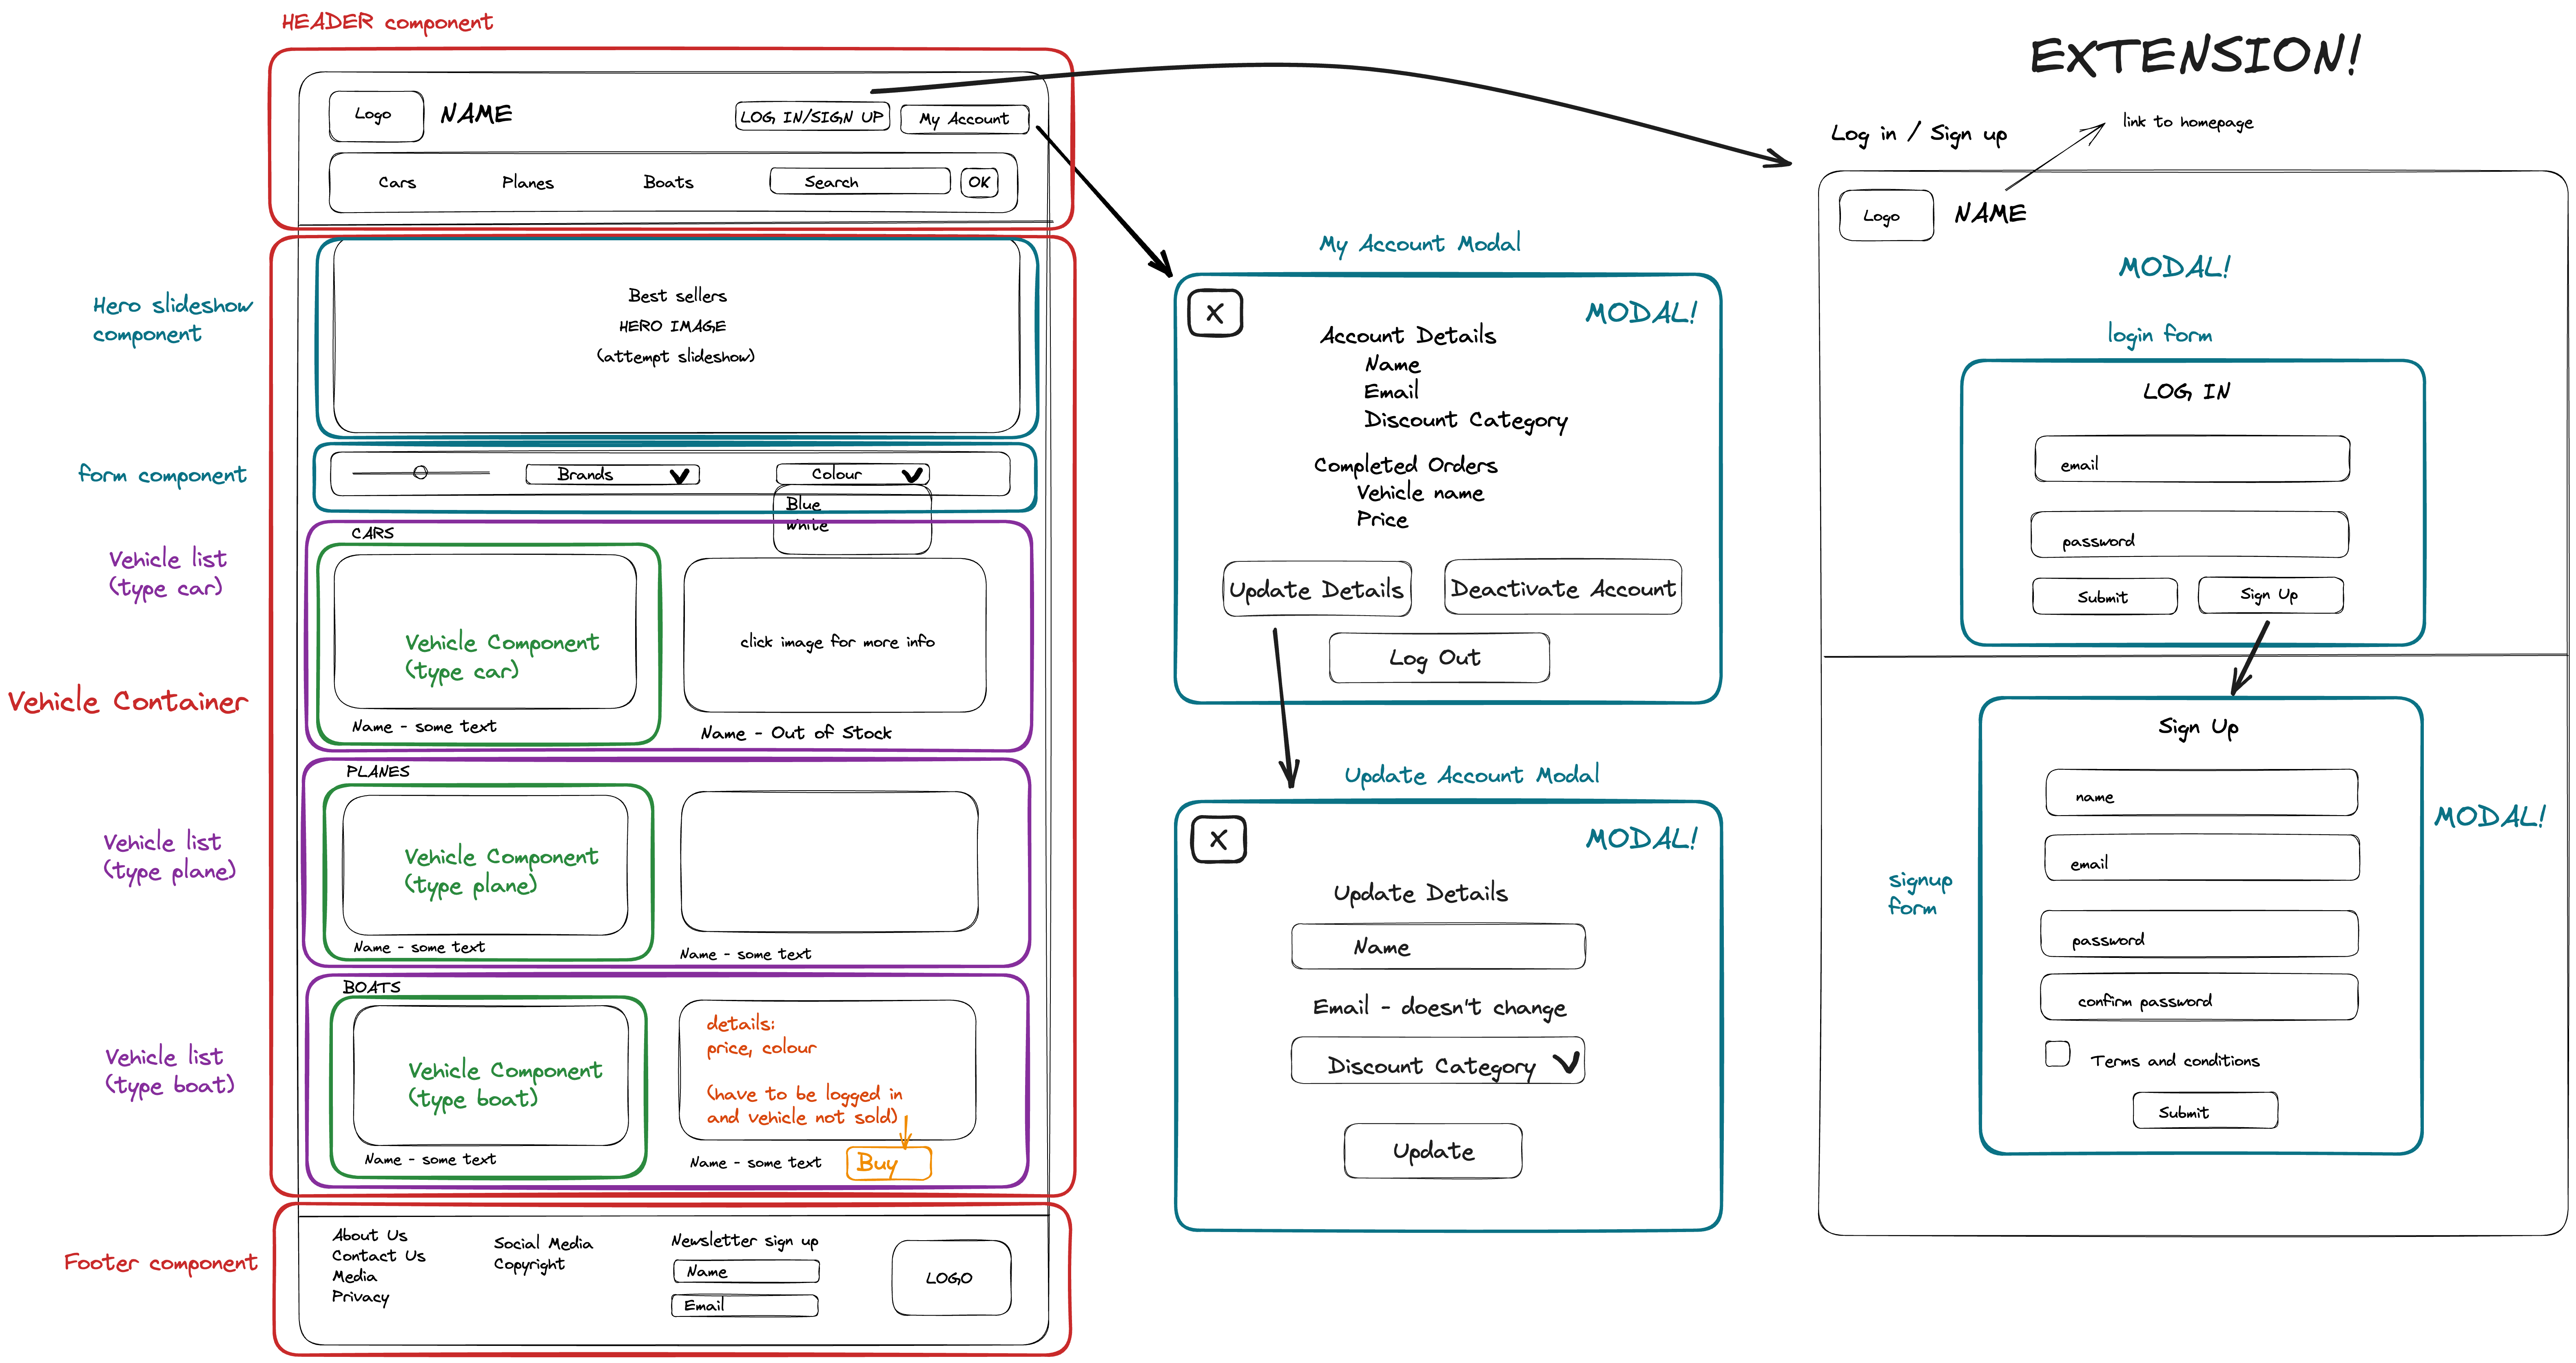 HEADER component
Logo
NAME
LOG IN/SIGN UP
My Account
Cars
Planes
Boats
Search
OK
Hero slideshow
component
Best sellers
HERO IMAGE
(attempt slideshow)
form component
Brands
Colour
Blue
White
Vehicle list
(type car)
CARS
Vehicle Component
(type car)
Name - some text
click image for more info
Name - Out of Stock
Vehicle Container
Vehicle list
(type plane)
PLANES
Vehicle Component
(type plane)
Name - some text
Name - some text
Vehicle list
(type boat)
BOATS
Vehicle Component
(type boat)
Name - some text
details:
price, colour
(have to be logged in
and vehicle not sold)
Name - some text
Buy
Footer component
About Us
Contact Us
Media
Privacy
Social Media
Copyright
Newsletter sign up
Name
Email
LOGO
My Account Modal
X
MODAL!
Account Details
Name
Email
Discount Category
Completed Orders
Vehicle name
Price
Update Details
Deactivate Account
Log Out
Update Account Modal
X
MODAL!
Update Details
Name
Email - doesn't change
Discount Category
Update
EXTENSION!
Log in / Sign up
link to homepage
Logo
NAME
MODAL!
login form
LOG IN
email
password
Submit
Sign Up
Sign Up
name
email
password
confirm password
Terms and conditions
Submit
MODAL!
signup
form